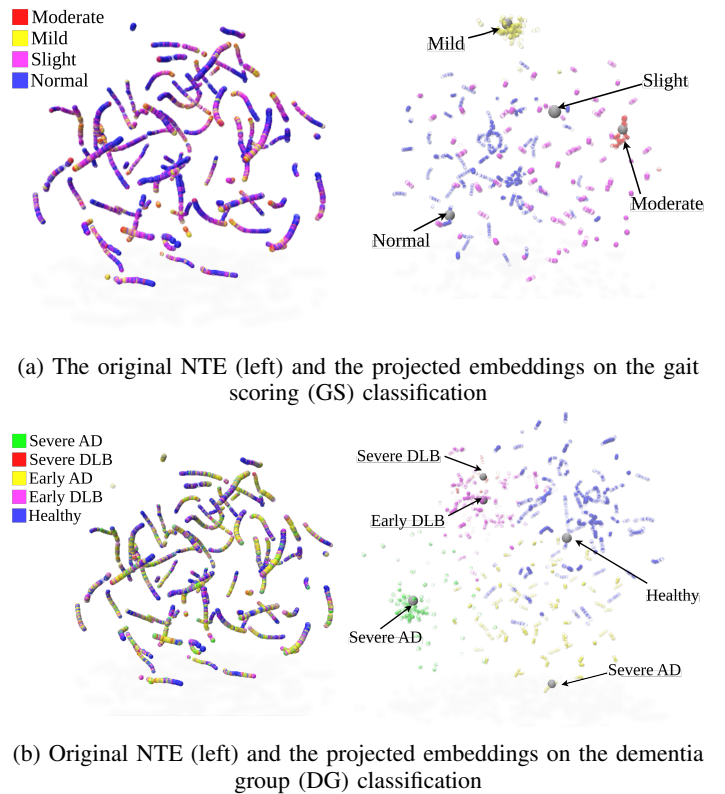 Moderate
Mild
Slight
Normal
Mild
Slight
Moderate
Normal
(a) The original NTE (left) and the projected embeddings on the gait
scoring (GS) classification
Severe AD
Severe DLB
Early AD
Early DLB
Healthy
Severe DLB
Early DLB
Healthy
Severe AD
Severe AD
(b) Original NTE (left) and the projected embeddings on the dementia
group (DG) classification